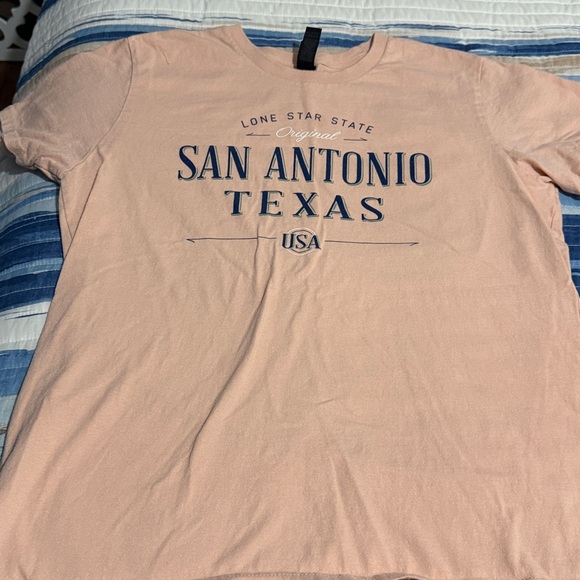 LONE STAR STATE
Original
SAN ANTONIO
TEXAS
USA